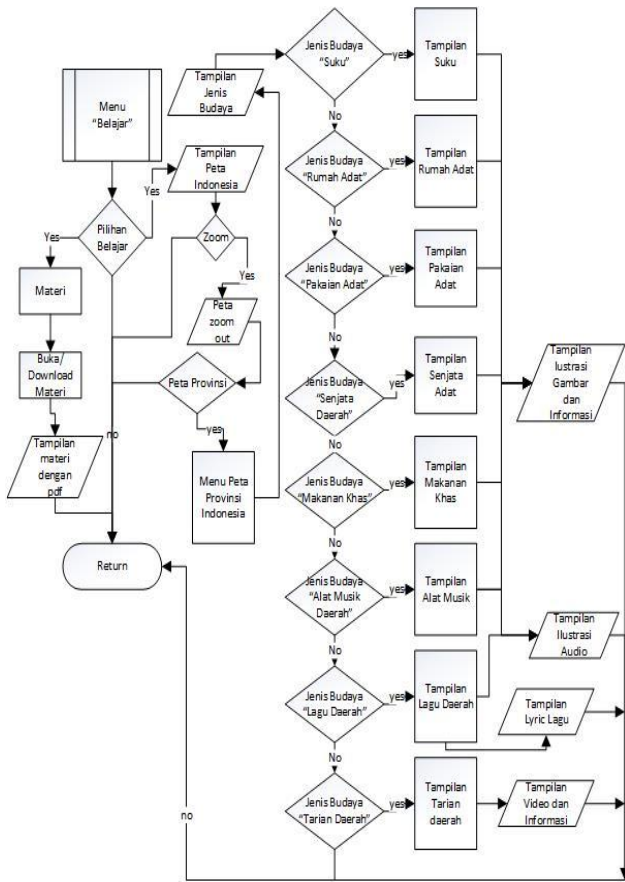 Menu
“Belajar”
Pilihan
Belajar
Yes
Materi
Buka/
Download
Materi
Tampilan
materi
dengan
pdf
no
Return
Yes
Tampilan
Peta
Indonesia
Zoom
Yes
Peta
zoom
out
Peta Provinsi
yes
Menu Peta
Provinsi
Indonesia
Tampilan
Jenis
Budaya
Jenis Budaya
“Suku”
yes
Tampilan
Suku
No
Jenis Budaya
“Rumah Adat”
yes
Tampilan
Rumah Adat
No
Jenis Budaya
“Pakaian Adat”
yes
Tampilan
Pakaian
Adat
No
Jenis Budaya
“Senjata
Daerah”
yes
Tampilan
Senjata
Adat
Tampilan
Ilustrasi
Gambar
dan
Informasi
No
Jenis Budaya
“Makanan Khas”
yes
Tampilan
Makanan
Khas
No
Jenis Budaya
“Alat Musik
Daerah”
yes
Tampilan
Alat Musik
Tampilan
Ilustrasi
Audio
No
Jenis Budaya
“Lagu Daerah”
yes
Tampilan
Lagu Daerah
Tampilan
Lyric Lagu
No
Jenis Budaya
“Tarian Daerah”
yes
Tampilan
Tarian
daerah
Tampilan
Video dan
Informasi
no